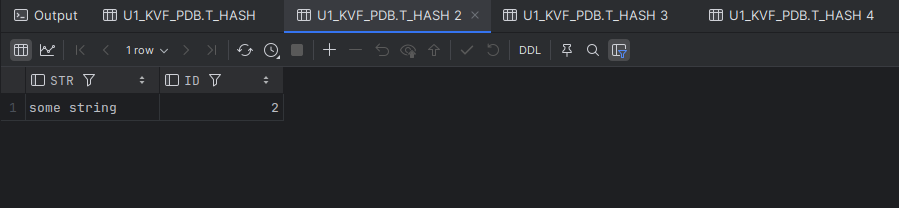 Output U1_KVF_PDB.T_HASH U1_KVF_PDB.T_HASH 2 U1_KVF_PDB.T_HASH 3 U1_KVF_PDB.T_HASH 4
1 row DDL
STR ID
1 some string 2